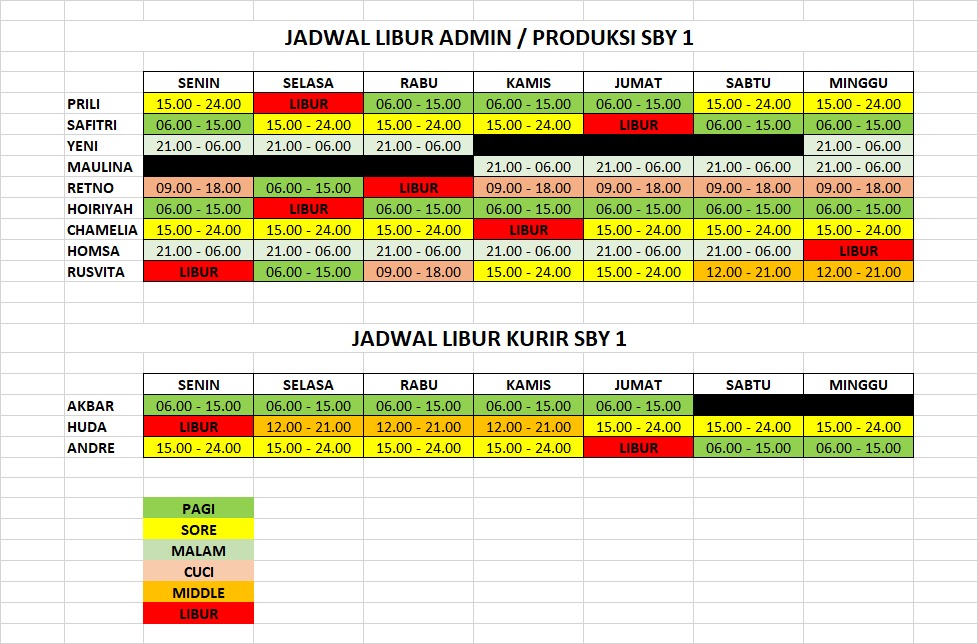 JADWAL LIBUR ADMIN / PRODUKSI SBY 1
SENIN SELASA RABU KAMIS JUMAT SABTU MINGGU
PRILI 15.00 - 24.00 LIBUR 06.00 - 15.00 06.00 - 15.00 06.00 - 15.00 15.00 - 24.00 15.00 - 24.00
SAFITRI 06.00 - 15.00 15.00 - 24.00 15.00 - 24.00 15.00 - 24.00 LIBUR 06.00 - 15.00 06.00 - 15.00
YENI 21.00 - 06.00 21.00 - 06.00 21.00 - 06.00 21.00 - 06.00
MAULINA 21.00 - 06.00 21.00 - 06.00 21.00 - 06.00 21.00 - 06.00
RETNO 09.00 - 18.00 06.00 - 15.00 LIBUR 09.00 - 18.00 09.00 - 18.00 09.00 - 18.00 09.00 - 18.00
HOIRIYAH 06.00 - 15.00 LIBUR 06.00 - 15.00 06.00 - 15.00 06.00 - 15.00 06.00 - 15.00 06.00 - 15.00
CHAMELIA 15.00 - 24.00 15.00 - 24.00 15.00 - 24.00 LIBUR 15.00 - 24.00 15.00 - 24.00 15.00 - 24.00
HOMSA 21.00 - 06.00 21.00 - 06.00 21.00 - 06.00 21.00 - 06.00 21.00 - 06.00 21.00 - 06.00 LIBUR
RUSVITA LIBUR 06.00 - 15.00 09.00 - 18.00 15.00 - 24.00 15.00 - 24.00 12.00 - 21.00 12.00 - 21.00
JADWAL LIBUR KURIR SBY 1
SENIN SELASA RABU KAMIS JUMAT SABTU MINGGU
AKBAR 06.00 - 15.00 06.00 - 15.00 06.00 - 15.00 06.00 - 15.00 06.00 - 15.00
HUDA LIBUR 12.00 - 21.00 12.00 - 21.00 12.00 - 21.00 15.00 - 24.00 15.00 - 24.00 15.00 - 24.00
ANDRE 15.00 - 24.00 15.00 - 24.00 15.00 - 24.00 15.00 - 24.00 LIBUR 06.00 - 15.00 06.00 - 15.00
PAGI
SORE
MALAM
CUCI
MIDDLE
LIBUR